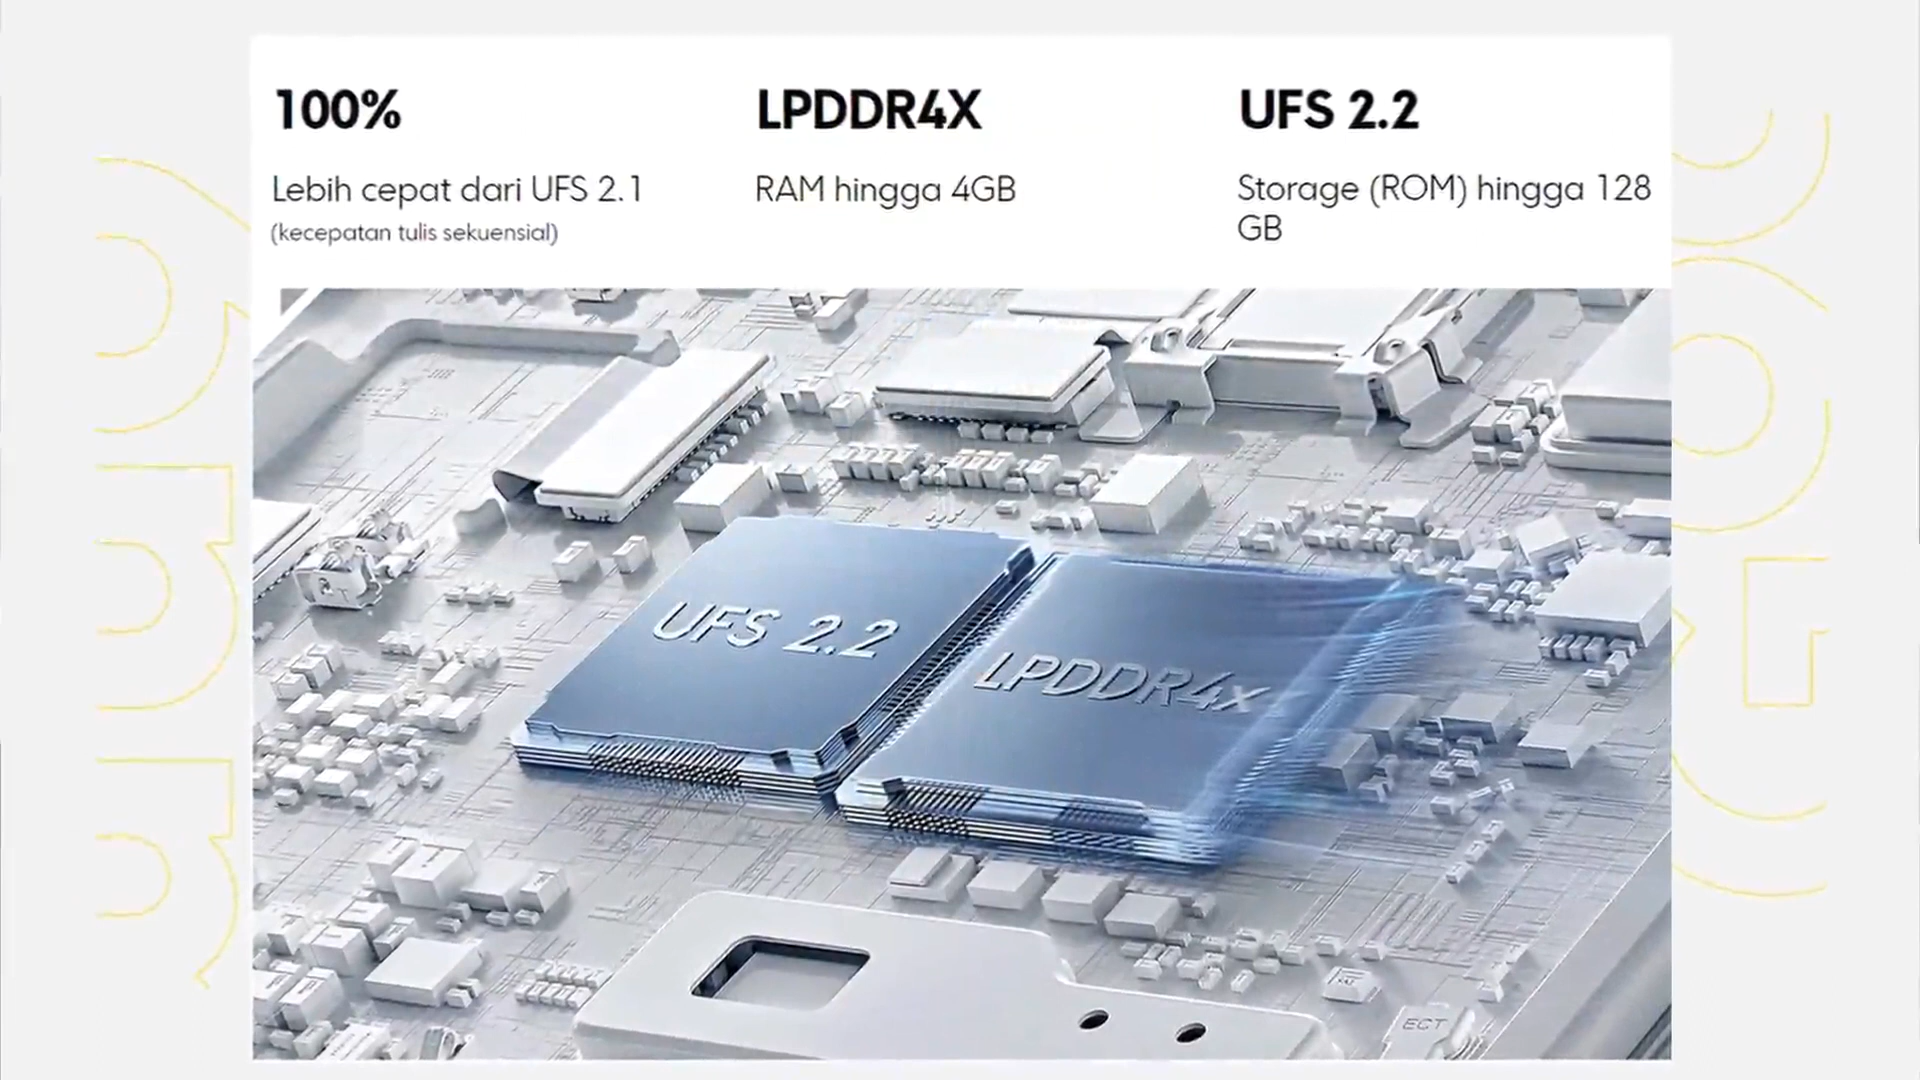 100%
Lebih cepat dari UFS 2.1
(kecepatan tulis sekuensial)
LPDDR4X
RAM hingga 4GB
UFS 2.2
Storage (ROM) hingga 128
GB
UFS 2.2
LPDDR4x
ECT